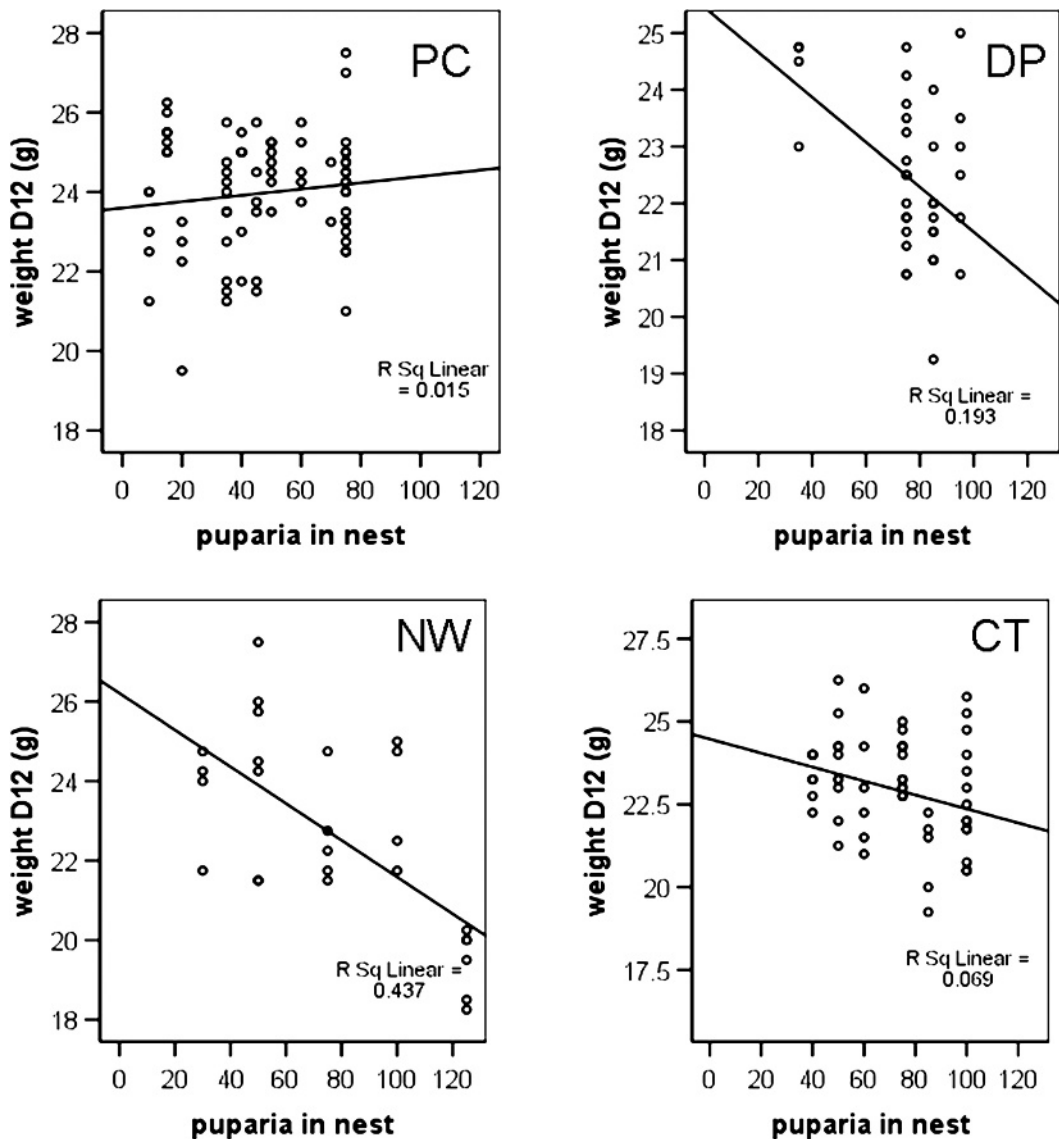 PC
28
26
24
22
20
18
weight D12 (g)
R Sq Linear
= 0.015
0 20 40 60 80 100 120
puparia in nest
DP
25
24
23
22
21
20
19
18
weight D12 (g)
R Sq Linear =
0.193
0 20 40 60 80 100 120
puparia in nest
NW
28
26
24
22
20
18
weight D12 (g)
R Sq Linear =
0.437
0 20 40 60 80 100 120
puparia in nest
CT
27.5
25
22.5
20
17.5
weight D12 (g)
R Sq Linear =
0.069
0 20 40 60 80 100 120
puparia in nest